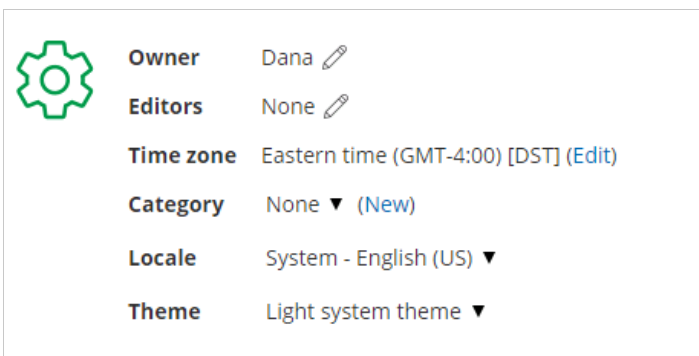 Owner Dana
Editors None
Time zone Eastern time (GMT-4:00) [DST] (Edit)
Category None ▼ (New)
Locale System - English (US) ▼
Theme Light system theme ▼